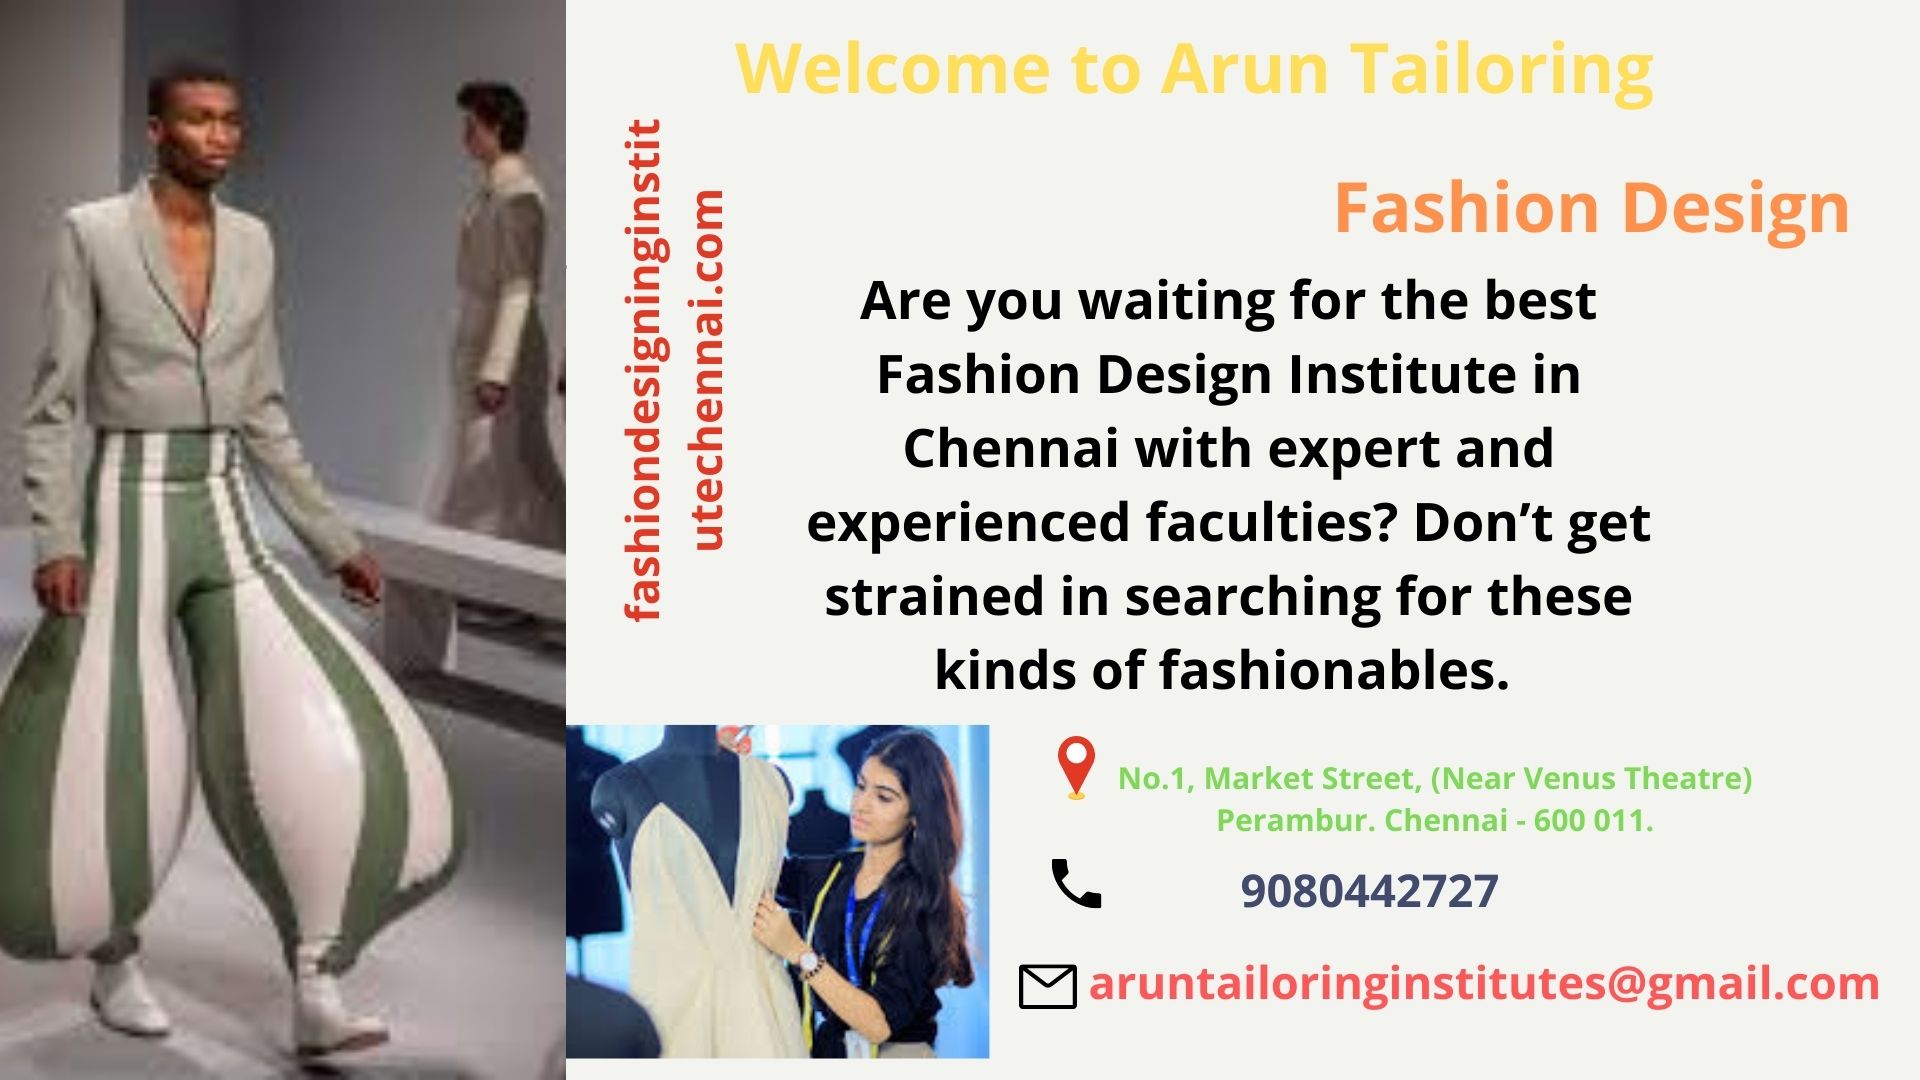 Welcome to Arun Tailoring
Fashion Design
fashiondesigninginstit
utechennai.com
Are you waiting for the best
Fashion Design Institute in
Chennai with expert and
experienced faculties? Don’t get
strained in searching for these
kinds of fashionables.
No.1, Market Street, (Near Venus Theatre)
Perambur. Chennai - 600 011.
9080442727
aruntailoringinstitutes@gmail.com